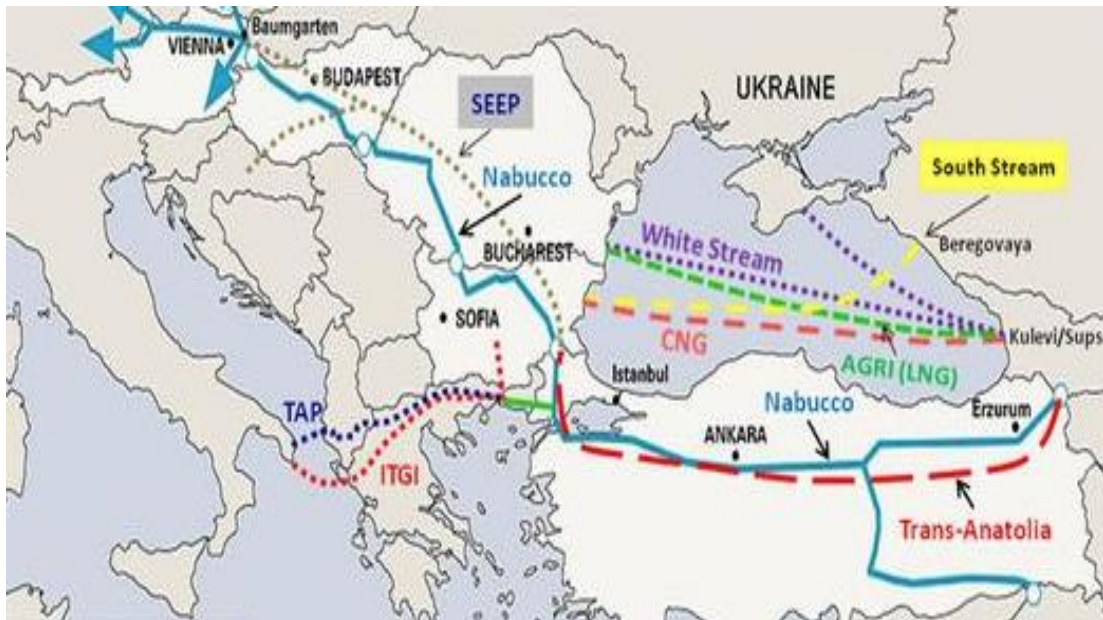 Baumgarten
VIENNA
BUDAPEST
UKRAINE
SEEP
South Stream
Nabucco
BUCHAREST
White Stream
Beregovaya
SOFIA
CNG
Kulevi/Sups
AGRI (LNG)
Istanbul
TAP
Nabucco
Erzurum
ANKARA
ITGI
Trans-Anatolia